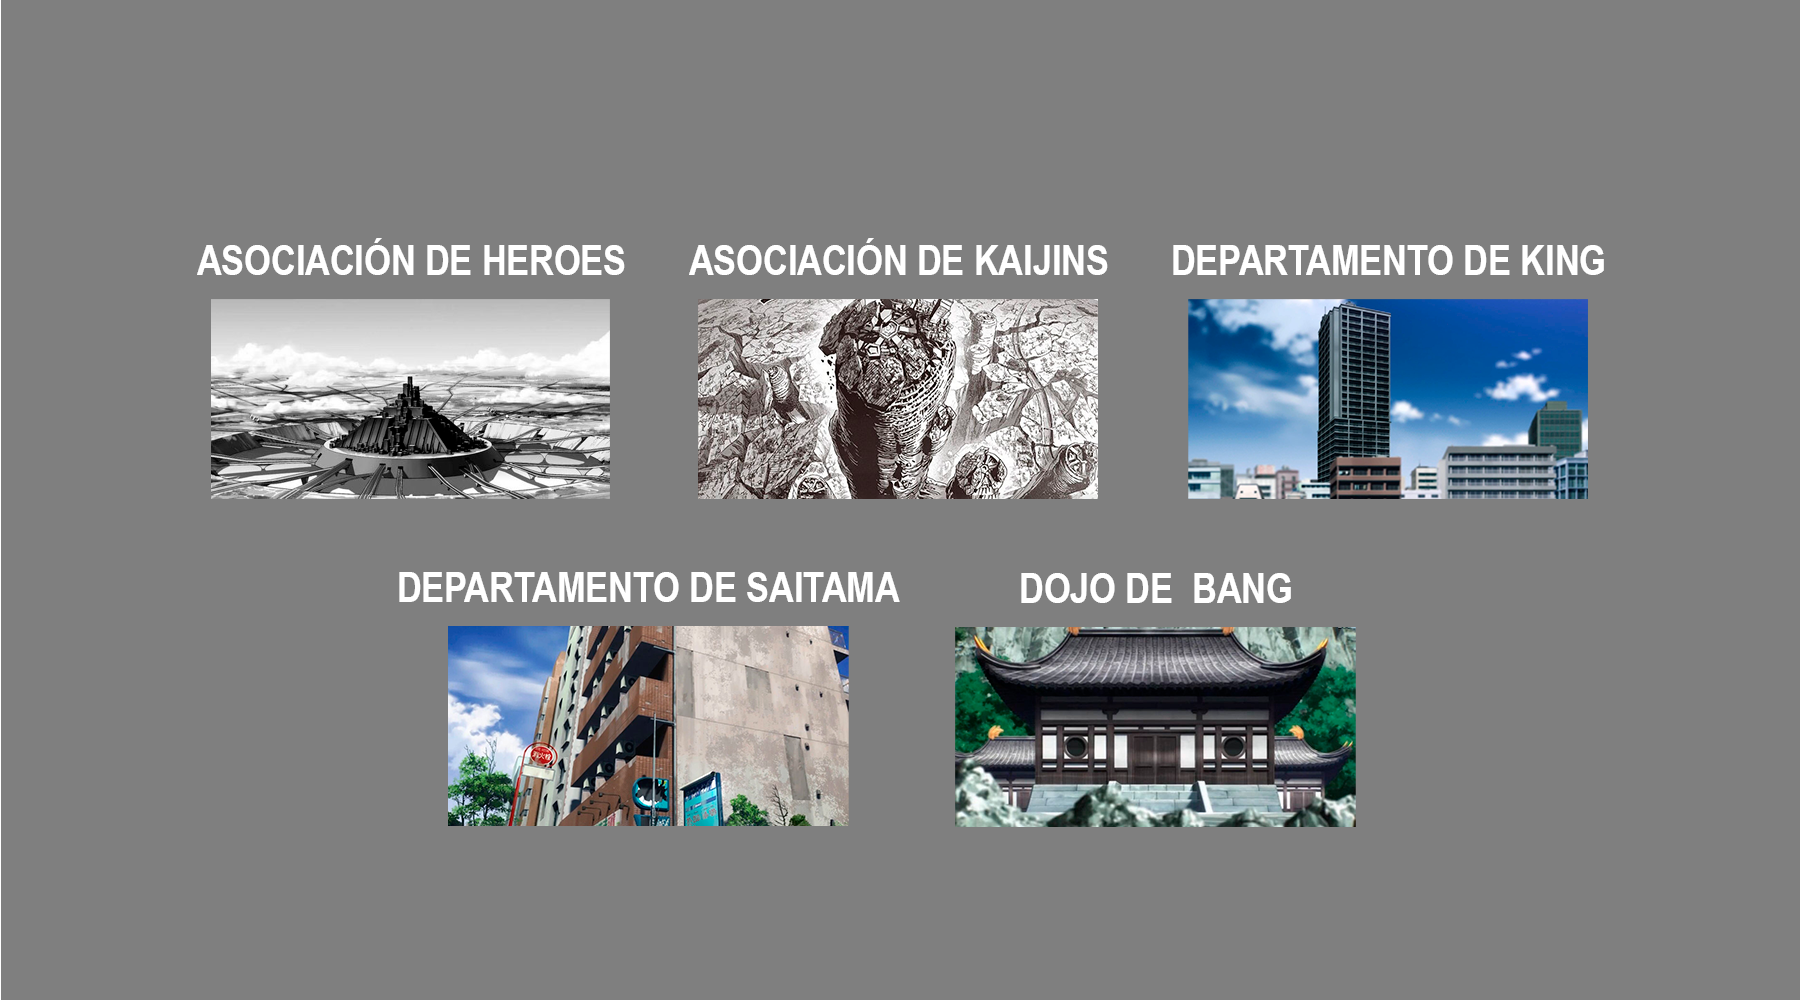 ASOCIACIÓN DE HEROES
ASOCIACIÓN DE KAIJINS
DEPARTAMENTO DE KING
DEPARTAMENTO DE SAITAMA
DOJO DE BANG